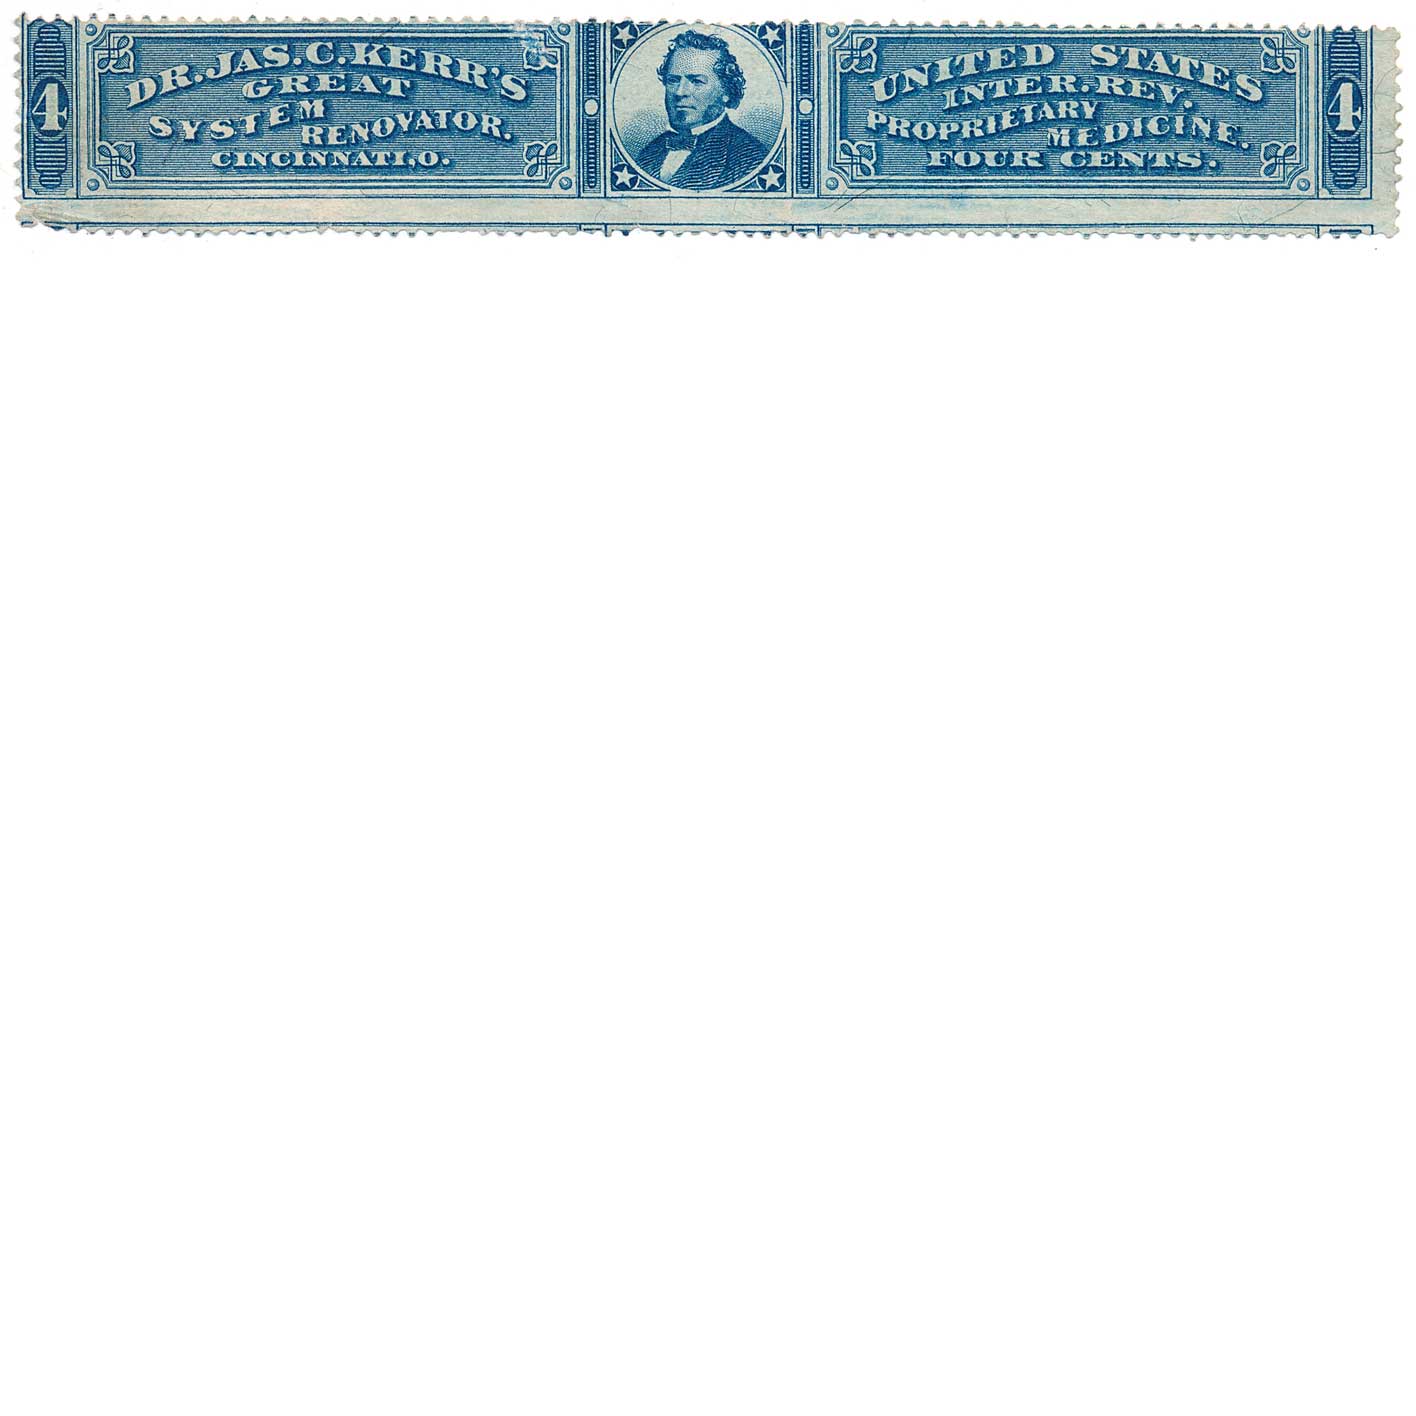 4
DR. JAS. C. KERR'S
GREAT
SYSTEM
RENOVATOR.
CINCINNATI, O.
UNITED STATES
INTER. REV.
PROPRIETARY
MEDICINE.
FOUR CENTS.
4